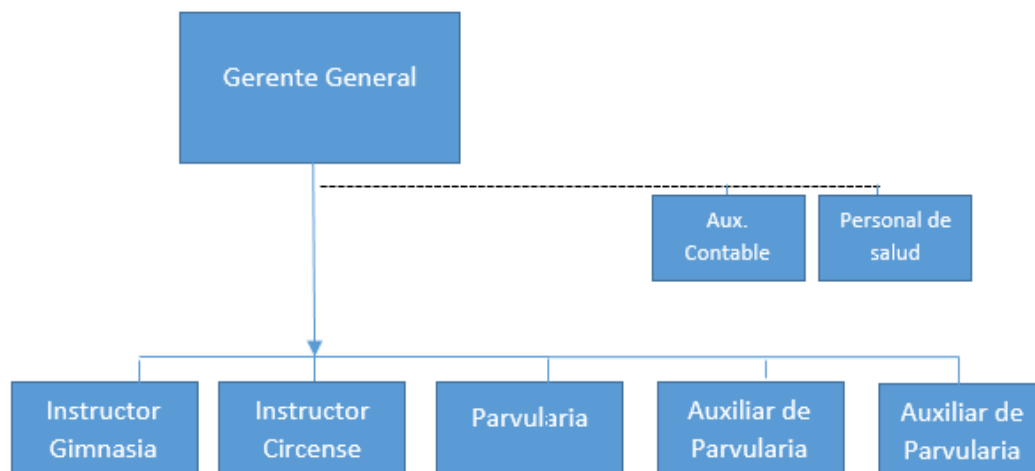 Gerente General
Aux.
Contable
Personal de
salud
Instructor
Gimnasia
Instructor
Circense
Parvularia
Auxiliar de
Parvularia
Auxiliar de
Parvularia